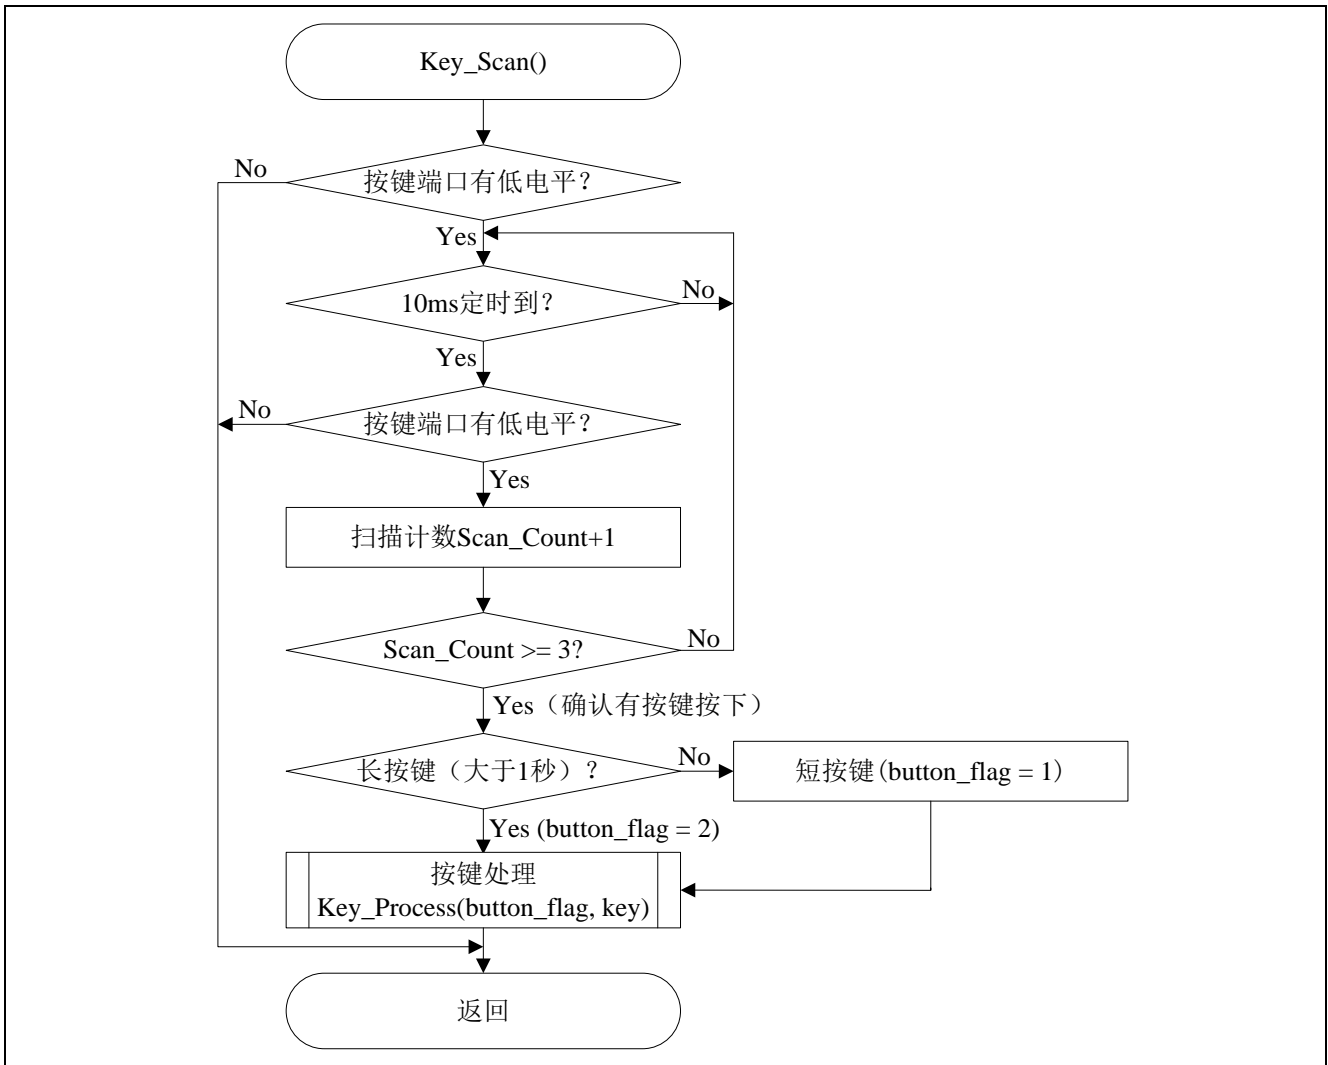 Key_Scan()
No
按键端口有低电平？
Yes
10ms定时到？
No
Yes
No
按键端口有低电平？
Yes
扫描计数Scan_Count+1
Scan_Count >= 3?
No
Yes（确认有按键按下）
长按键（大于1秒）？
No
短按键(button_flag = 1)
Yes (button_flag = 2)
按键处理
Key_Process(button_flag, key)
返回